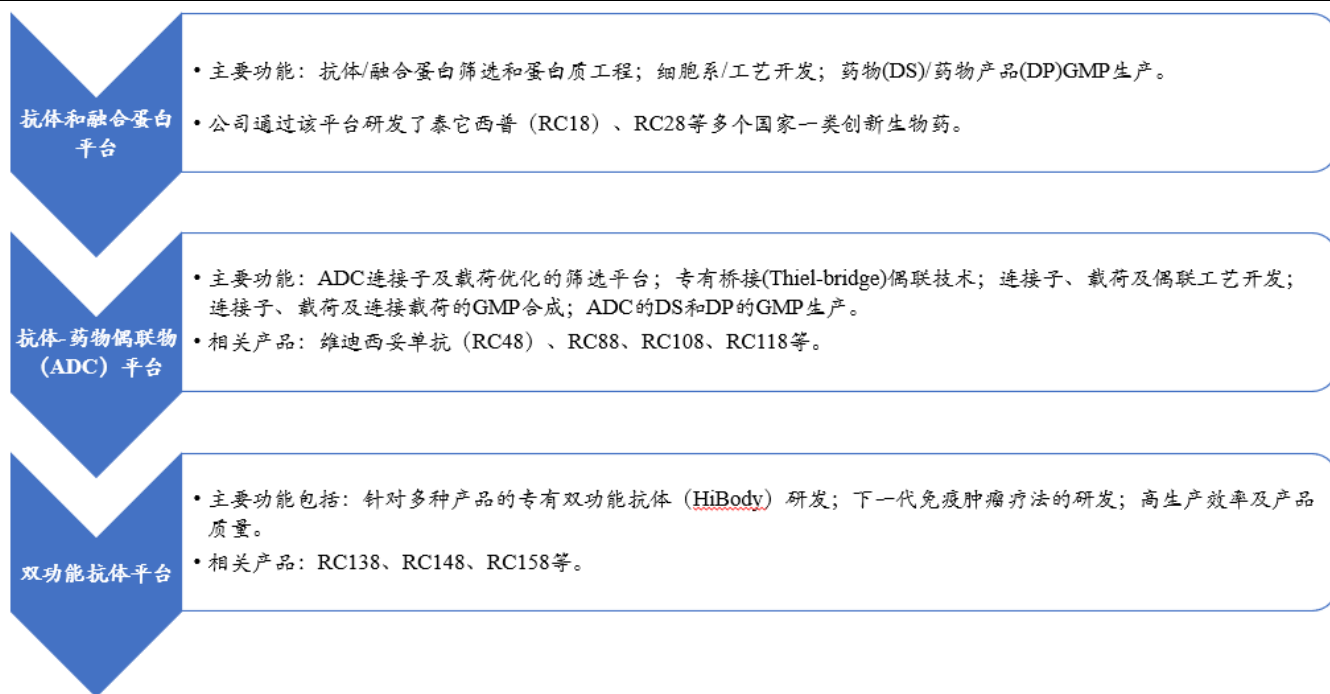 抗体和融合蛋白
平台
• 主要功能：抗体/融合蛋白筛选和蛋白质工程；细胞系/工艺开发；药物(DS)/药物产品(DP)GMP生产。
• 公司通过该平台研发了泰它西普（RC18）、RC28等多个国家一类创新生物药。
抗体-药物偶联物
（ADC）平台
• 主要功能：ADC连接子及载荷优化的筛选平台；专有桥接(Thiel-bridge)偶联技术；连接子、载荷及偶联工艺开发；
连接子、载荷及连接载荷的GMP合成；ADC的DS和DP的GMP生产。
• 相关产品：维迪西妥单抗（RC48）、RC88、RC108、RC118等。
双功能抗体平台
• 主要功能包括：针对多种产品的专有双功能抗体（HiBody）研发；下一代免疫肿瘤疗法的研发；高生产效率及产品
质量。
• 相关产品：RC138、RC148、RC158等。